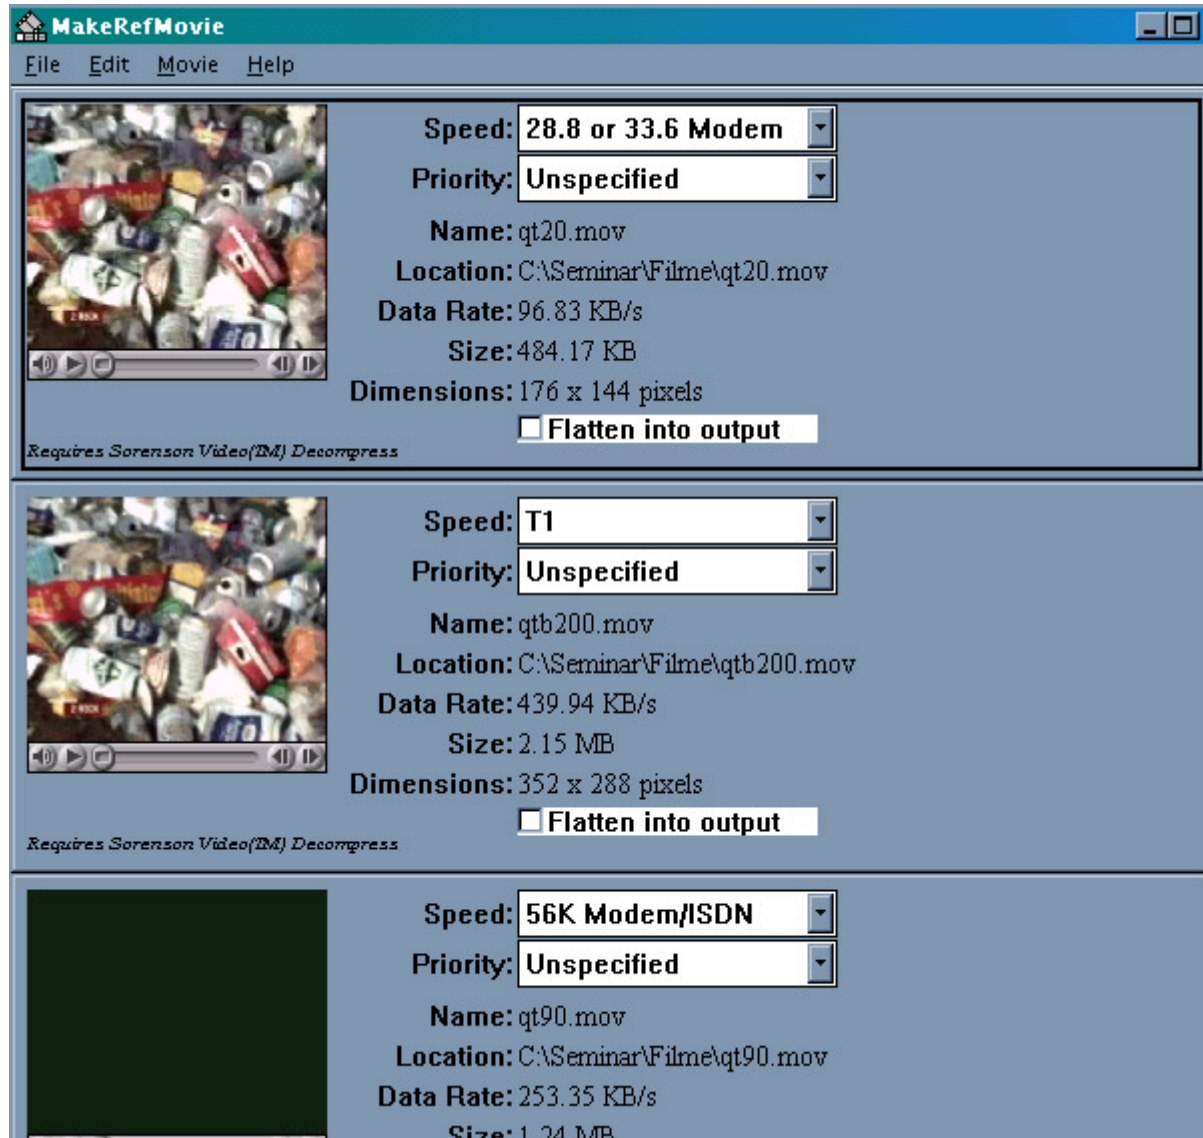 MakeRefMovie
File Edit Movie Help
Speed: 28.8 or 33.6 Modem
Priority: Unspecified
Name: qt20.mov
Location: C:\Seminar\Filme\qt20.mov
Data Rate: 96.83 KB/s
Size: 484.17 KB
Dimensions: 176 x 144 pixels
Flatten into output
Requires Sorenson Video(TM) Decompress
Speed: T1
Priority: Unspecified
Name: qtb200.mov
Location: C:\Seminar\Filme\qtb200.mov
Data Rate: 439.94 KB/s
Size: 2.15 MB
Dimensions: 352 x 288 pixels
Flatten into output
Requires Sorenson Video(TM) Decompress
Speed: 56K Modem/ISDN
Priority: Unspecified
Name: qt90.mov
Location: C:\Seminar\Filme\qt90.mov
Data Rate: 253.35 KB/s
Size: 1.24 MB